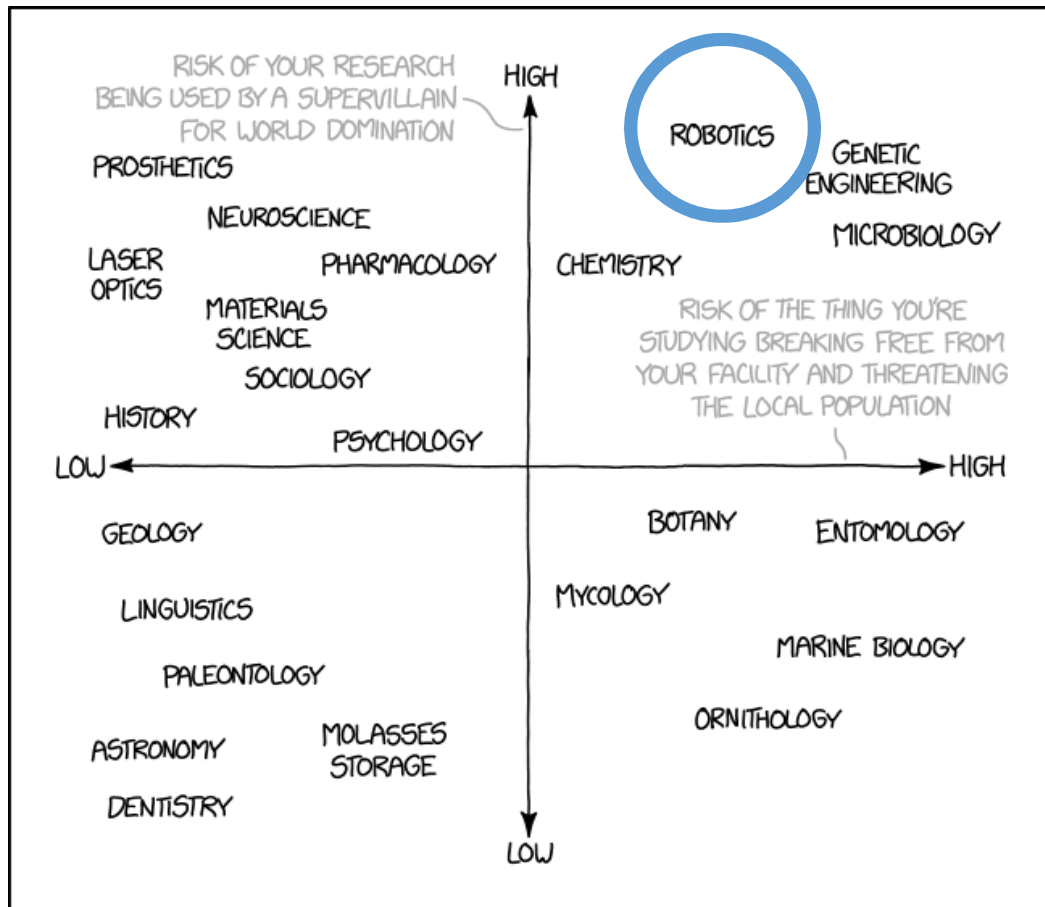 RISK OF YOUR RESEARCH
BEING USED BY A SUPERVILLAIN
FOR WORLD DOMINATION
HIGH
ROBOTICS
GENETIC
ENGINEERING
PROSTHETICS
NEUROSCIENCE
MICROBIOLOGY
LASER
OPTICS
PHARMACOLOGY
CHEMISTRY
MATERIALS
SCIENCE
RISK OF THE THING YOU'RE
STUDYING BREAKING FREE FROM
YOUR FACILITY AND THREATENING
THE LOCAL POPULATION
SOCIOLOGY
HISTORY
PSYCHOLOGY
LOW
HIGH
GEOLOGY
BOTANY
ENTOMOLOGY
LINGUISTICS
MYCOLOGY
PALEONTOLOGY
MARINE BIOLOGY
ASTRONOMY
MOLASSES
STORAGE
ORNITHOLOGY
DENTISTRY
LOW